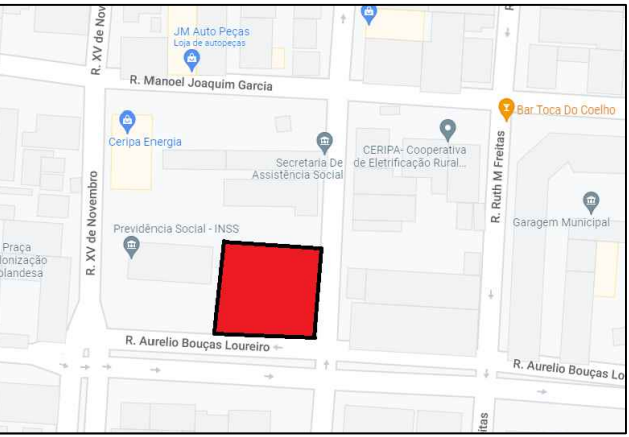 R. XV de Nov
JM Auto Peças
Loja de autopeças
R. Manoel Joaquim Garcia
Bar Toca Do Coelho
Ceripa Energia
CERIPA- Cooperativa
de Eletrificação Rural...
Secretaria De
Assistência Social
R. Ruth M Freitas
R. XV de Novembro
Previdência Social - INSS
Garagem Municipal
Praça
lonização
olandesa
R. Aurelio Bouças Loureiro
R. Aurelio Bouças Lo
itas